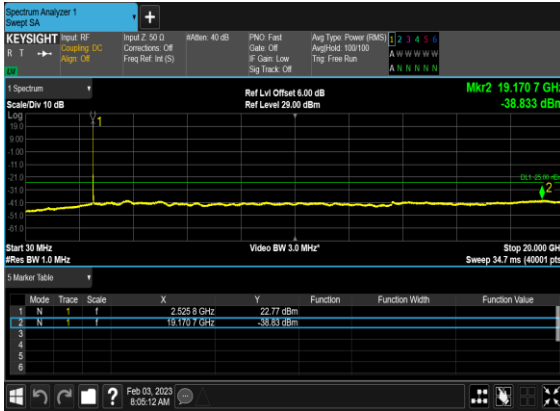 Spectrum Analyzer 1
Swept SA
+
KEYSIGHT Input: RF Input Z: 50 Ω #Atten: 40 dB PNO: Fast Avg Type: Power (RMS) 1 2 3 4 5 6
R T Coupling: DC Corrections: Off Gate: Off Avg|Hold: 100/100 A W W W W W
Align: Off Freq Ref: Int (S) IF Gain: Low Trig: Free Run
Sig Track: Off A N N N N N
1 Spectrum Ref Lvl Offset 6.00 dB Mkr2 19.170 7 GHz
Scale/Div 10 dB Ref Level 29.00 dBm -38.833 dBm
Log
19.0
9.00
-1.00
-11.0
-21.0
-31.0
-41.0
-51.0
-61.0
1
DL1 -25.00 dBm
2
Start 30 MHz Video BW 3.0 MHz* Stop 20.000 GHz
#Res BW 1.0 MHz Sweep 34.7 ms (40001 pts)
5 Marker Table
Mode Trace Scale X Y Function Function Width Function Value
1 N 1 f 2.525 8 GHz 22.77 dBm
2 N 1 f 19.170 7 GHz -38.83 dBm
3
4
5
6
? Feb 03, 2023
8:05:12 AM